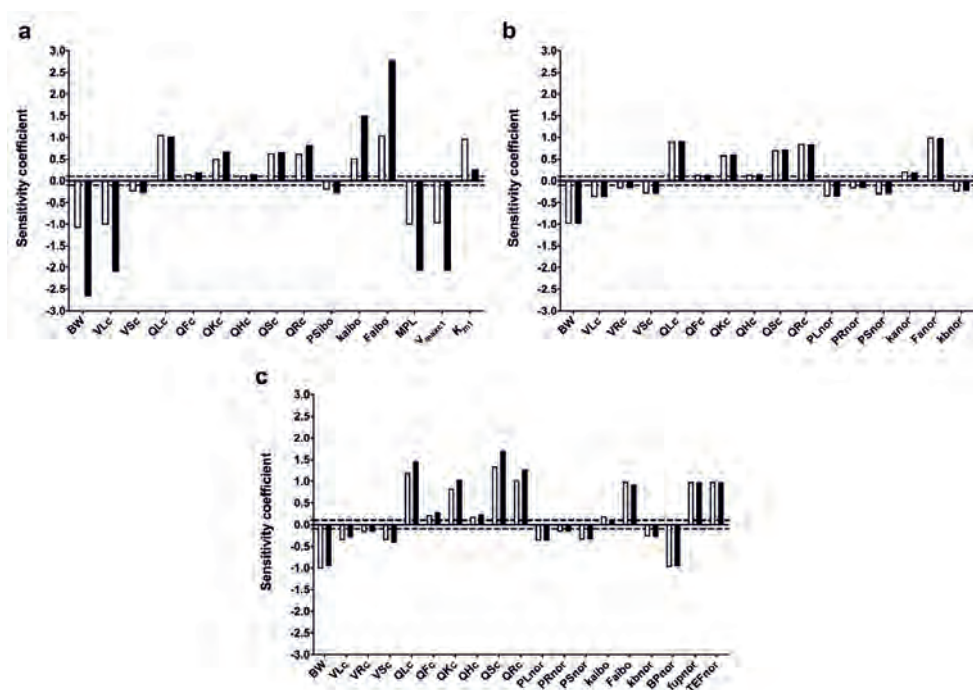 a
Sensitivity coefficient
3.0
2.5
2.0
1.5
1.0
0.5
0.0
-0.5
-1.0
-1.5
-2.0
-2.5
-3.0
BW
VLc
VSc
QLc
QFc
QKc
QHc
QSc
QRc
PSibo
kaibo
Faibo
MPL
Vmax1
Km1
b
Sensitivity coefficient
3.0
2.5
2.0
1.5
1.0
0.5
0.0
-0.5
-1.0
-1.5
-2.0
-2.5
-3.0
BW
VLc
VRc
VSc
QLc
QFc
QKc
QHc
QSc
QRc
PLnor
PRnor
PSnor
kanor
Fanor
kbnor
c
Sensitivity coefficient
3.0
2.5
2.0
1.5
1.0
0.5
0.0
-0.5
-1.0
-1.5
-2.0
-2.5
-3.0
BW
VLc
VRc
VSc
QLc
QFc
QKc
QHc
QSc
QRc
PLnor
PRnor
PSnor
kaibo
Faibo
kbnor
BPnor
fupnor
TEFnor